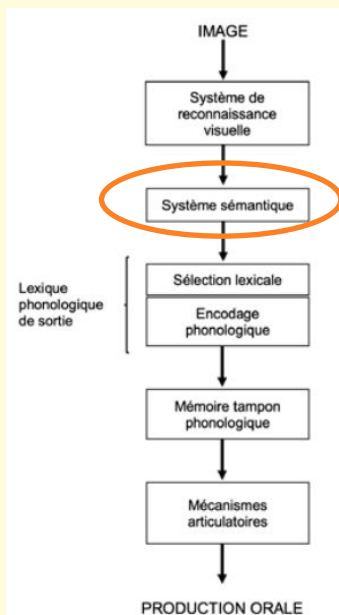 IMAGE
Système de
reconnaissance
visuelle
Système sémantique
Lexique
phonologique
de sortie
Sélection lexicale
Encodage
phonologique
Mémoire tampon
phonologique
Mécanismes
articulatoires
PRODUCTION ORALE